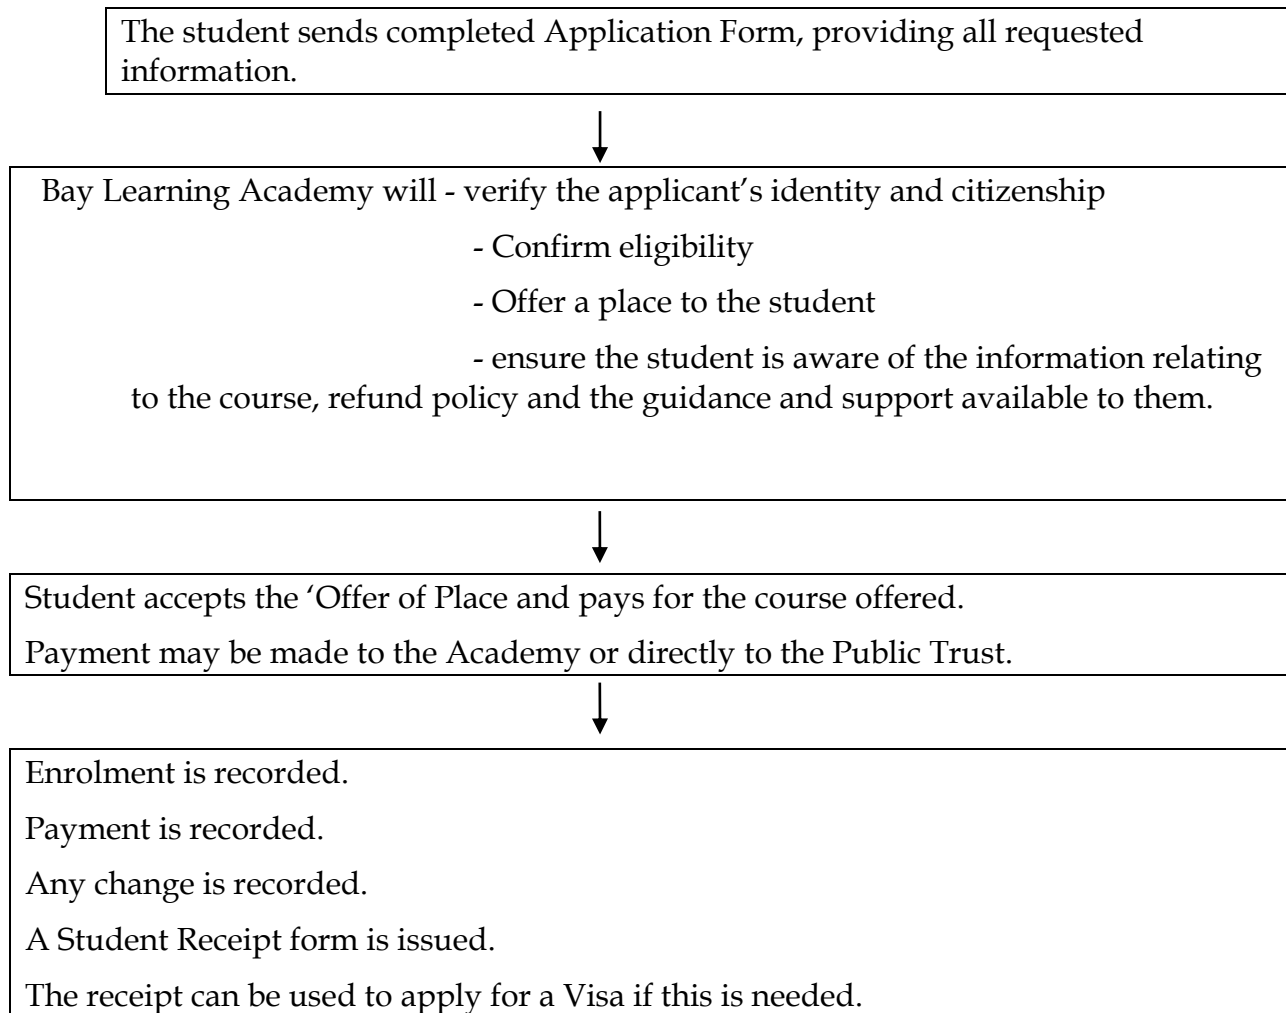 The student sends completed Application Form, providing all requested
information.
Bay Learning Academy will - verify the applicant’s identity and citizenship
- Confirm eligibility
- Offer a place to the student
- ensure the student is aware of the information relating
to the course, refund policy and the guidance and support available to them.
Student accepts the ‘Offer of Place and pays for the course offered.
Payment may be made to the Academy or directly to the Public Trust.
Enrolment is recorded.
Payment is recorded.
Any change is recorded.
A Student Receipt form is issued.
The receipt can be used to apply for a Visa if this is needed.